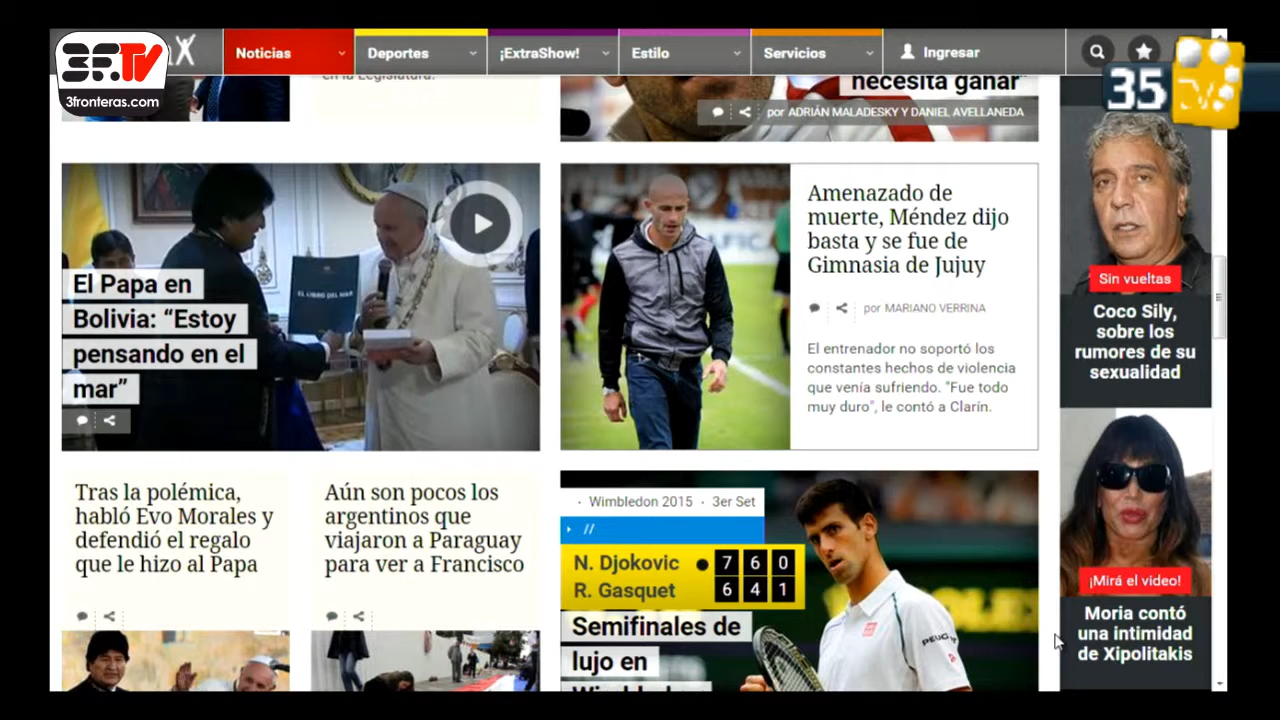 3F.TV
3fronteras.com
Noticias
Deportes
¡ExtraShow!
Estilo
Servicios
Ingresar
35
en la Legislatura.
necesita ganar"
por ADRIÁN MALADESKY Y DANIEL AVELLANEDA
EL LIBRO DEL MAR
El Papa en
Bolivia: “Estoy
pensando en el
mar”
Amenazado de
muerte, Méndez dijo
basta y se fue de
Gimnasia de Jujuy
por MARIANO VERRINA
El entrenador no soportó los
constantes hechos de violencia
que venía sufriendo. "Fue todo
muy duro", le contó a Clarín.
Sin vueltas
Coco Sily,
sobre los
rumores de su
sexualidad
Tras la polémica,
habló Evo Morales y
defendió el regalo
que le hizo al Papa
Aún son pocos los
argentinos que
viajaron a Paraguay
para ver a Francisco
· Wimbledon 2015 · 3er Set
//
N. Djokovic 7 6 0
R. Gasquet 6 4 1
Semifinales de
lujo en
PEUGEOT
¡Mirá el video!
Moria contó
una intimidad
de Xipolitakis